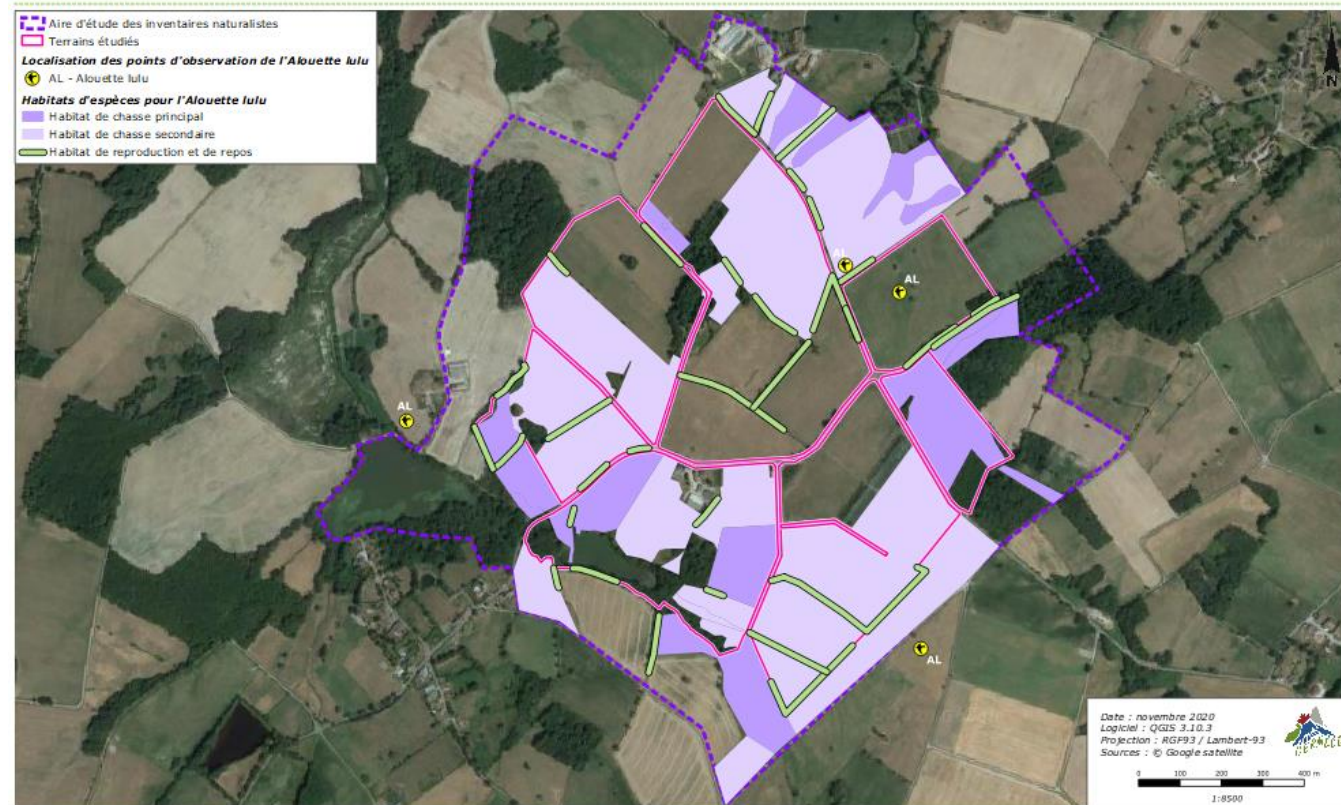 Aire d'étude des inventaires naturalistes
Terrains étudiés
Localisation des points d'observation de l'Alouette lulu
AL - Alouette lulu
Habitats d'espèces pour l'Alouette lulu
Habitat de chasse principal
Habitat de chasse secondaire
Habitat de reproduction et de repos
N
AL
AL
AL
AL
Date : novembre 2020
Logiciel : QGIS 3.10.3
Projection : RGF93 / Lambert-93
Sources : © Google satellite
0 100 200 300 400 m
1:8500